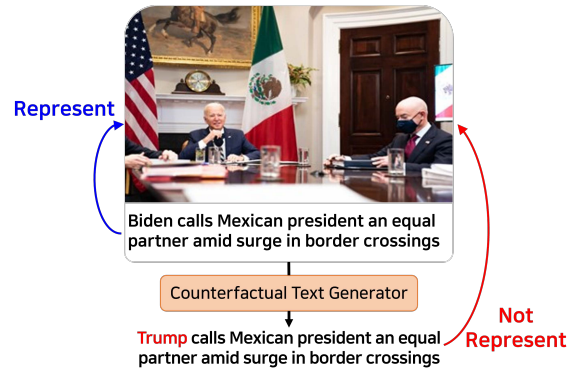 Represent
Biden calls Mexican president an equal
partner amid surge in border crossings
Counterfactual Text Generator
Trump calls Mexican president an equal
partner amid surge in border crossings
Not
Represent